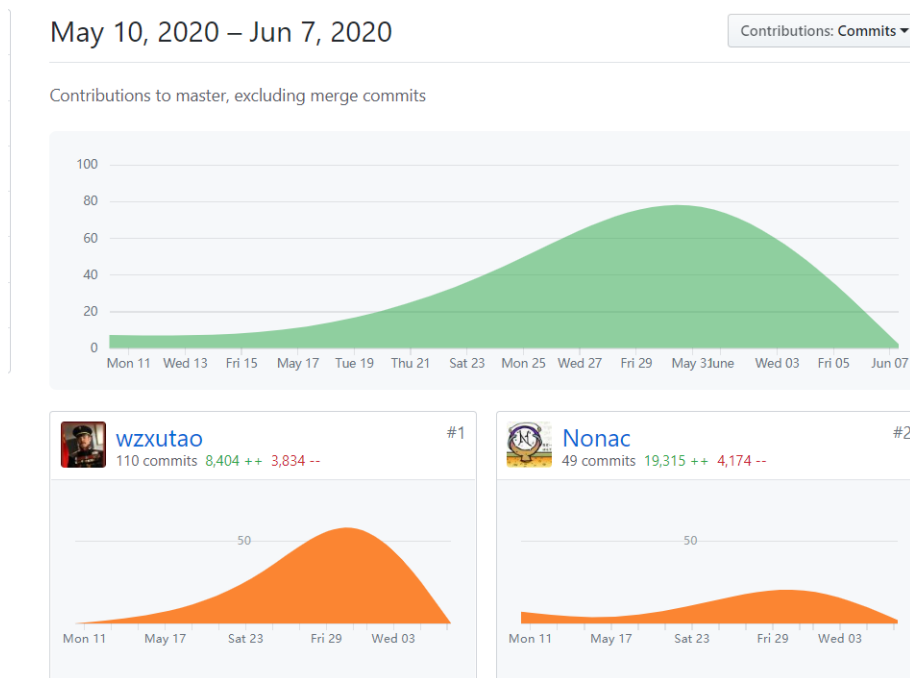 May 10, 2020 – Jun 7, 2020
Contributions: Commits
Contributions to master, excluding merge commits
100
80
60
40
20
0
Mon 11 Wed 13 Fri 15 May 17 Tue 19 Thu 21 Sat 23 Mon 25 Wed 27 Fri 29 May 31 June Wed 03 Fri 05 Jun 07
wzxutao #1
110 commits 8,404 ++ 3,834 --
50
Mon 11 May 17 Sat 23 Fri 29 Wed 03
Nonac #2
49 commits 19,315 ++ 4,174 --
50
Mon 11 May 17 Sat 23 Fri 29 Wed 03